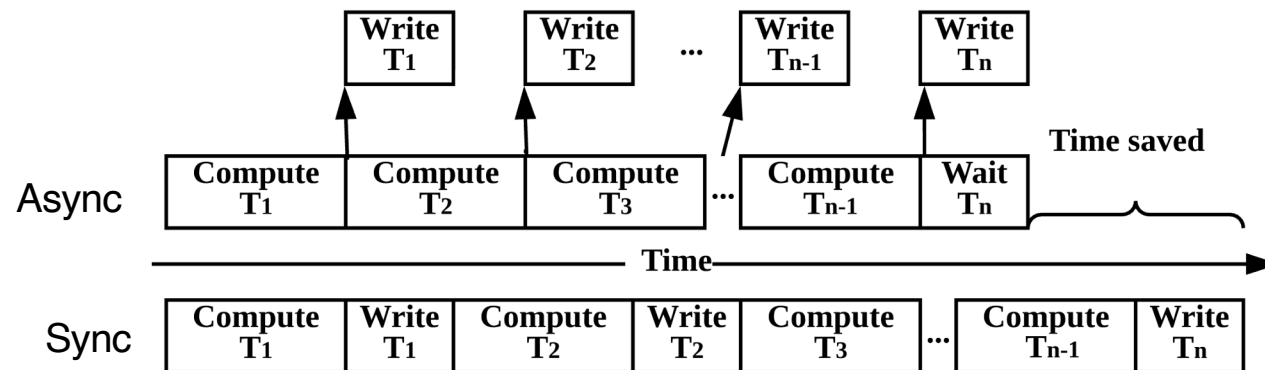 Write Write ... Write Write
T1 T2 Tn-1 Tn
Time saved
Async Compute Compute Compute ... Compute Wait
T1 T2 T3 Tn-1 Tn
Time
Sync Compute Write Compute Write Compute ... Compute Write
T1 T1 T2 T2 T3 Tn-1 Tn